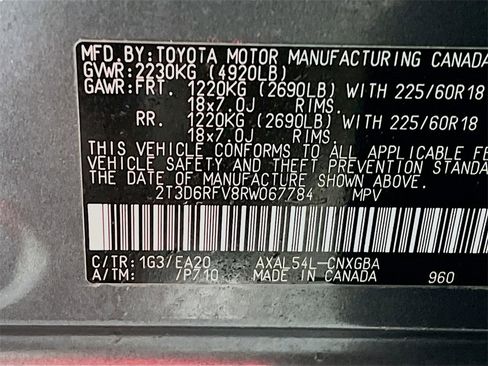 MFD.BY:TOYOTA MOTOR MANUFACTURING CANADA
GVWR:2230KG (4920LB)
GAWR:FRT. 1220KG (2690LB) WITH 225/60R18
18x7.0J RIMS.
RR. 1220KG (2690LB) WITH 225/60R18
18x7.0J RIMS.
THIS VEHICLE CONFORMS TO ALL APPLICABLE
VEHICLE SAFETY AND THEFT PREVENTION
THIS DATE OF MANUFACTURE SHOWN ABOVE.
2T3D6RFV8RW067784 MPV
C/TR:1G3/EA20 AXAL54L-CNXGBA
A/TM: /P710 MADE IN CANADA 960